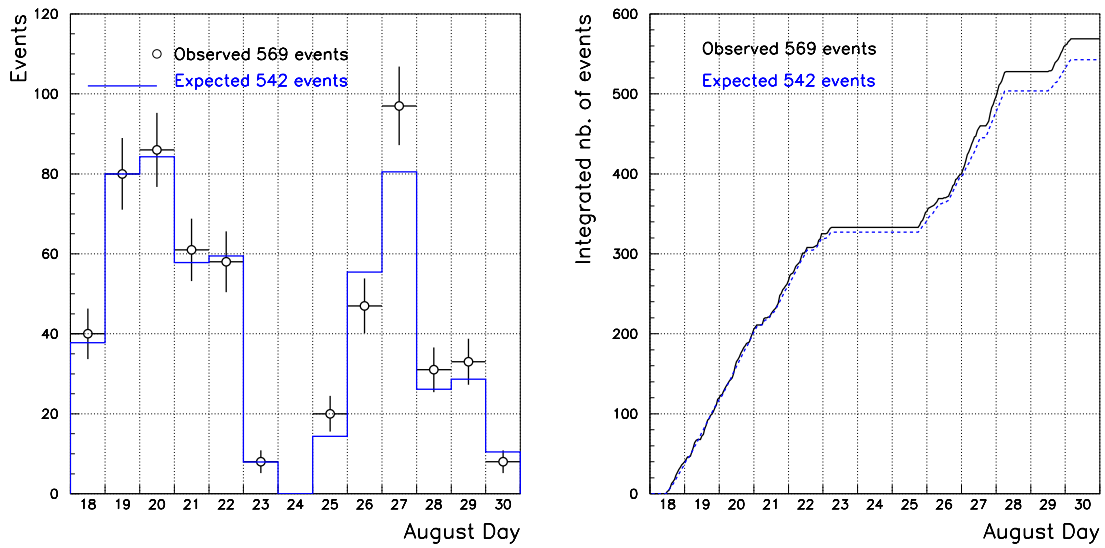 Events
120
100
80
60
40
20
0
Observed 569 events
Expected 542 events
18 19 20 21 22 23 24 25 26 27 28 29 30
August Day
Integrated nb. of events
600
500
400
300
200
100
0
Observed 569 events
Expected 542 events
18 19 20 21 22 23 24 25 26 27 28 29 30
August Day